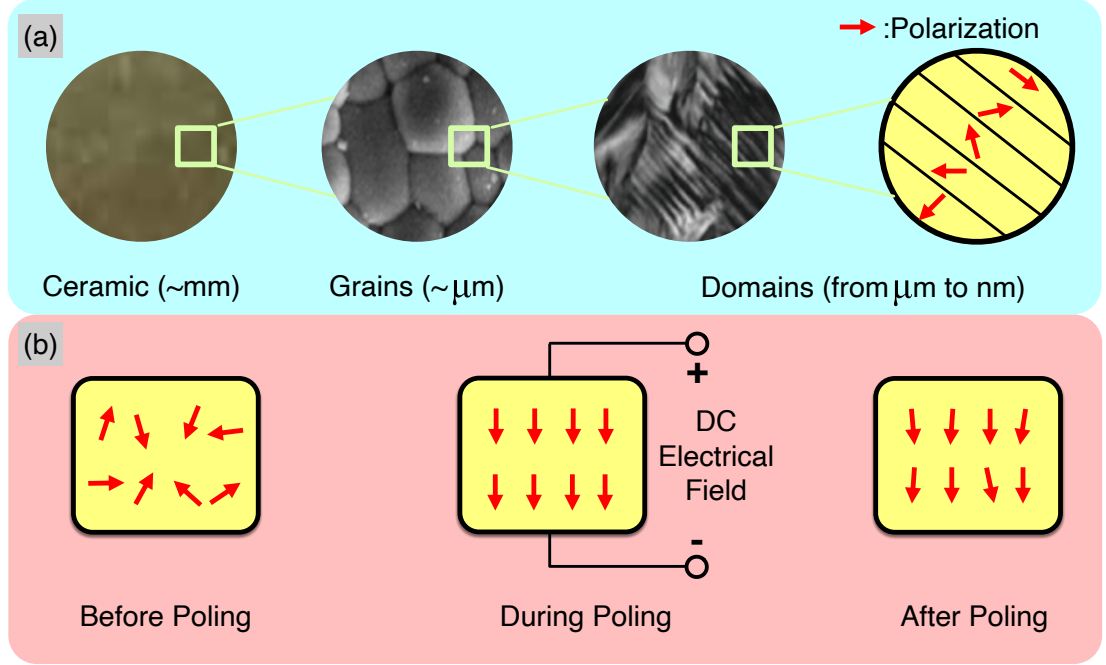 (a)
:Polarization
Ceramic (~mm)
Grains (~μm)
Domains (from μm to nm)
(b)
+
DC
Electrical
Field
-
Before Poling
During Poling
After Poling